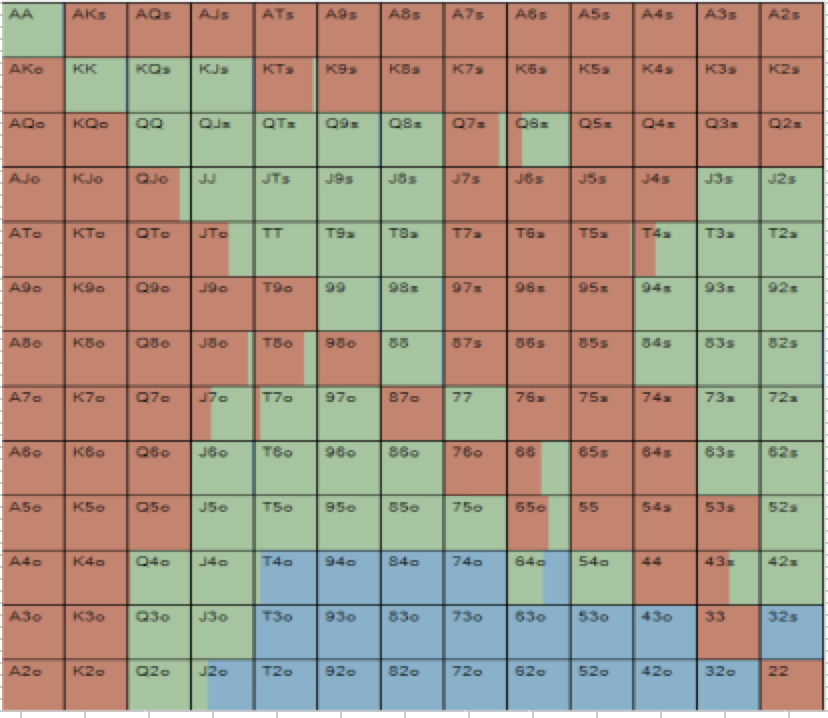 AA AKs AQs AJs ATs A9s A8s A7s A6s A5s A4s A3s A2s
AKo KK KQs KJs KTs K9s K8s K7s K6s K5s K4s K3s K2s
AQo KQo QQ QJs QTs Q9s Q8s Q7s Q6s Q5s Q4s Q3s Q2s
AJo KJo QJo JJ JTs J9s J8s J7s J6s J5s J4s J3s J2s
ATo KTo QTo JTo TT T9s T8s T7s T6s T5s T4s T3s T2s
A9o K9o Q9o J9o T9o 99 98s 97s 96s 95s 94s 93s 92s
A8o K8o Q8o J8o T8o 98o 88 87s 86s 85s 84s 83s 82s
A7o K7o Q7o J7o T7o 97o 87o 77 76s 75s 74s 73s 72s
A6o K6o Q6o J6o T6o 96o 86o 76o 66 65s 64s 63s 62s
A5o K5o Q5o J5o T5o 95o 85o 75o 65o 55 54s 53s 52s
A4o K4o Q4o J4o T4o 94o 84o 74o 64o 54o 44 43s 42s
A3o K3o Q3o J3o T3o 93o 83o 73o 63o 53o 43o 33 32s
A2o K2o Q2o J2o T2o 92o 82o 72o 62o 52o 42o 32o 22